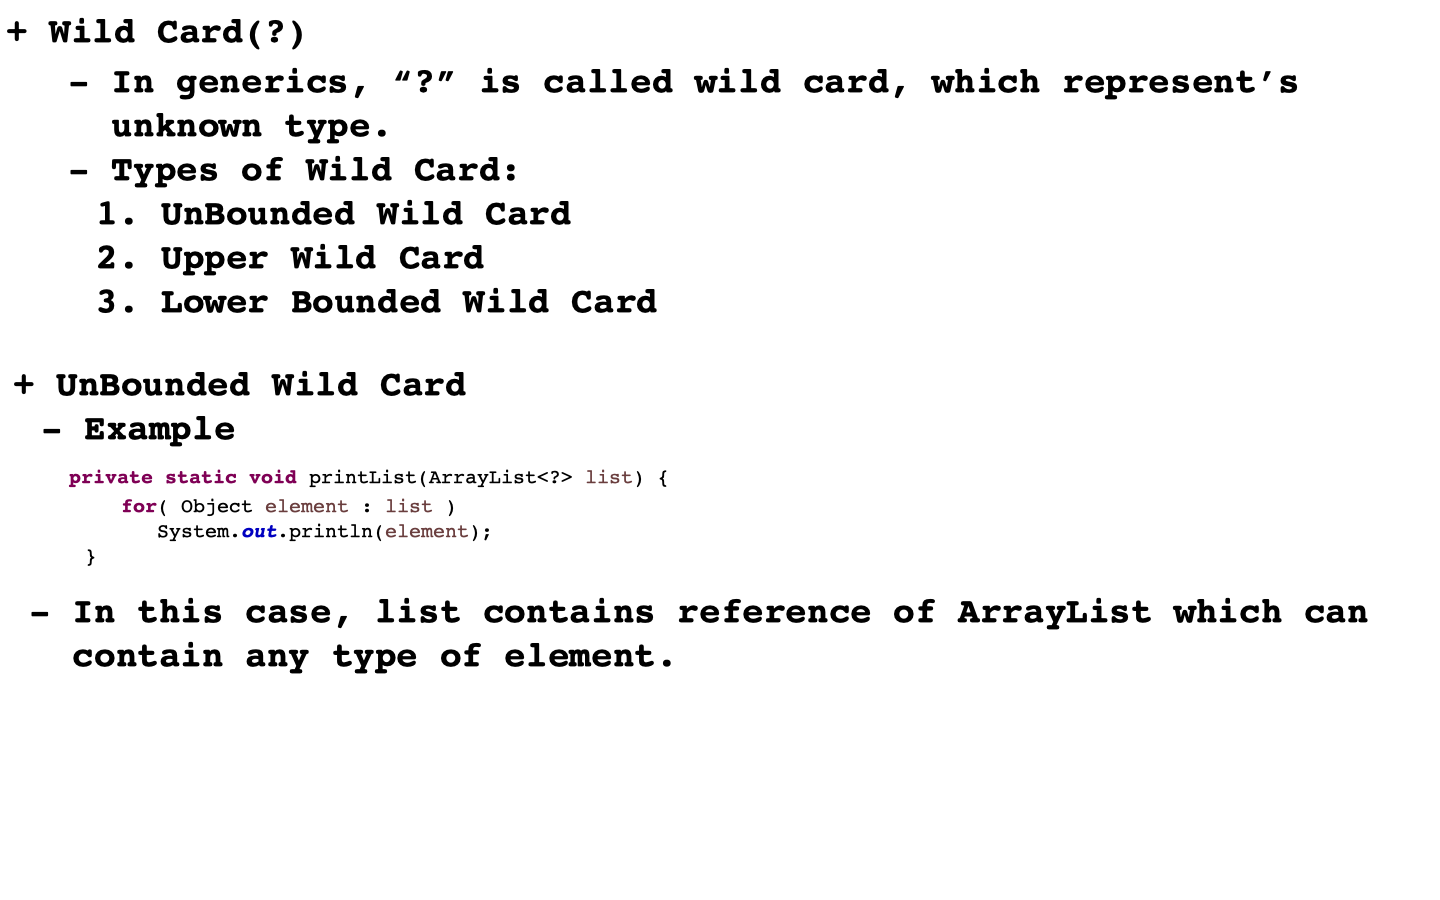 + Wild Card(?)
- In generics, “?” is called wild card, which represent’s
unknown type.
- Types of Wild Card:
1. UnBounded Wild Card
2. Upper Wild Card
3. Lower Bounded Wild Card
+ UnBounded Wild Card
- Example
private static void printList(ArrayList<?> list) {
for( Object element : list )
System.out.println(element);
}
- In this case, list contains reference of ArrayList which can
contain any type of element.